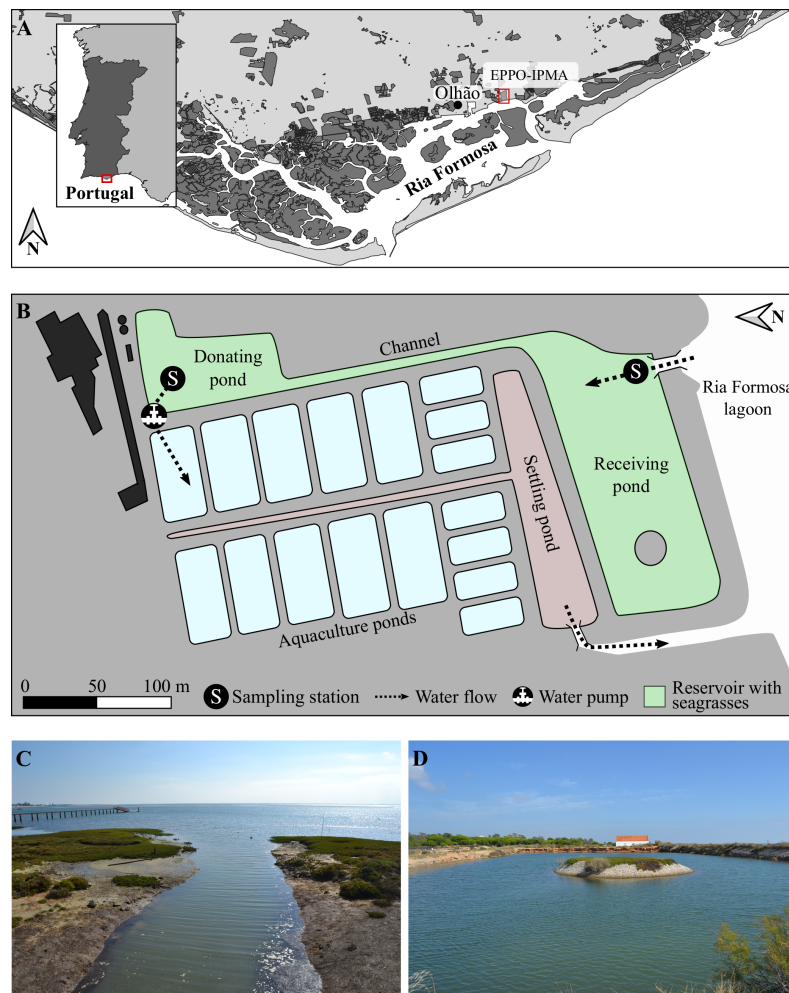 A
EPPO-IPMA
Olhão
Ria Formosa
Portugal
N
B
N
Channel
Donating
pond
S
S
Ria Formosa
lagoon
Receiving
pond
Settling pond
Aquaculture ponds
0 50 100 m
S Sampling station
Water flow
Water pump
Reservoir with
seagrasses
C
D